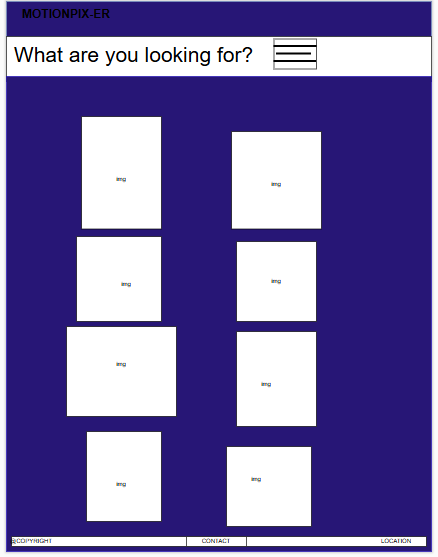 MOTIONPIX-ER
What are you looking for?
img
img
img
img
img
img
img
img
@COPYRIGHT
CONTACT
LOCATION